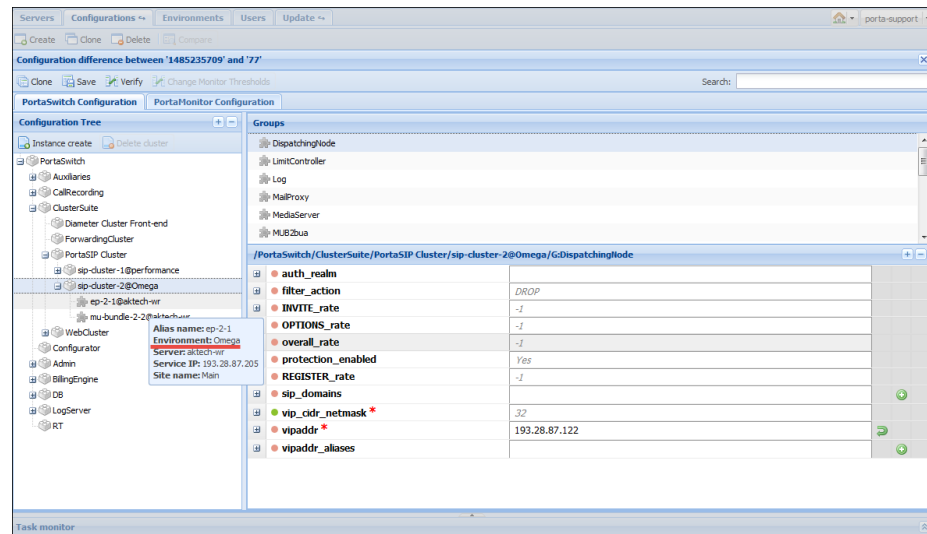 Servers Configurations Environments Users Update porta-support
Create Clone Delete Compare
Configuration difference between '1485235709' and '77'
Clone Save Verify Change Monitor Thresholds Search:
PortaSwitch Configuration PortaMonitor Configuration
Configuration Tree
Instance create Delete cluster
PortaSwitch
Auxiliaries
CallRecording
ClusterSuite
Diameter Cluster Front-end
ForwardingCluster
PortaSIP Cluster
sip-cluster-1@performance
sip-cluster-2@Omega
ep-2-1@aktech-wr
mu-bundle-2-2@aktech-wr
WebCluster
Configurator
Admin
BillingEngine
DB
LogServer
RT
Alias name: ep-2-1
Environment: Omega
Server: aktech-wr
Service IP: 193.28.87.205
Site name: Main
Groups
DispatchingNode
LimitController
Log
MailProxy
MediaServer
MUB2bua
/PortaSwitch/ClusterSuite/PortaSIP Cluster/sip-cluster-2@Omega/G:DispatchingNode
auth_realm
filter_action DROP
INVITE_rate -1
OPTIONS_rate -1
overall_rate -1
protection_enabled Yes
REGISTER_rate -1
sip_domains
vip_cidr_netmask * 32
vipaddr * 193.28.87.122
vipaddr_aliases
Task monitor